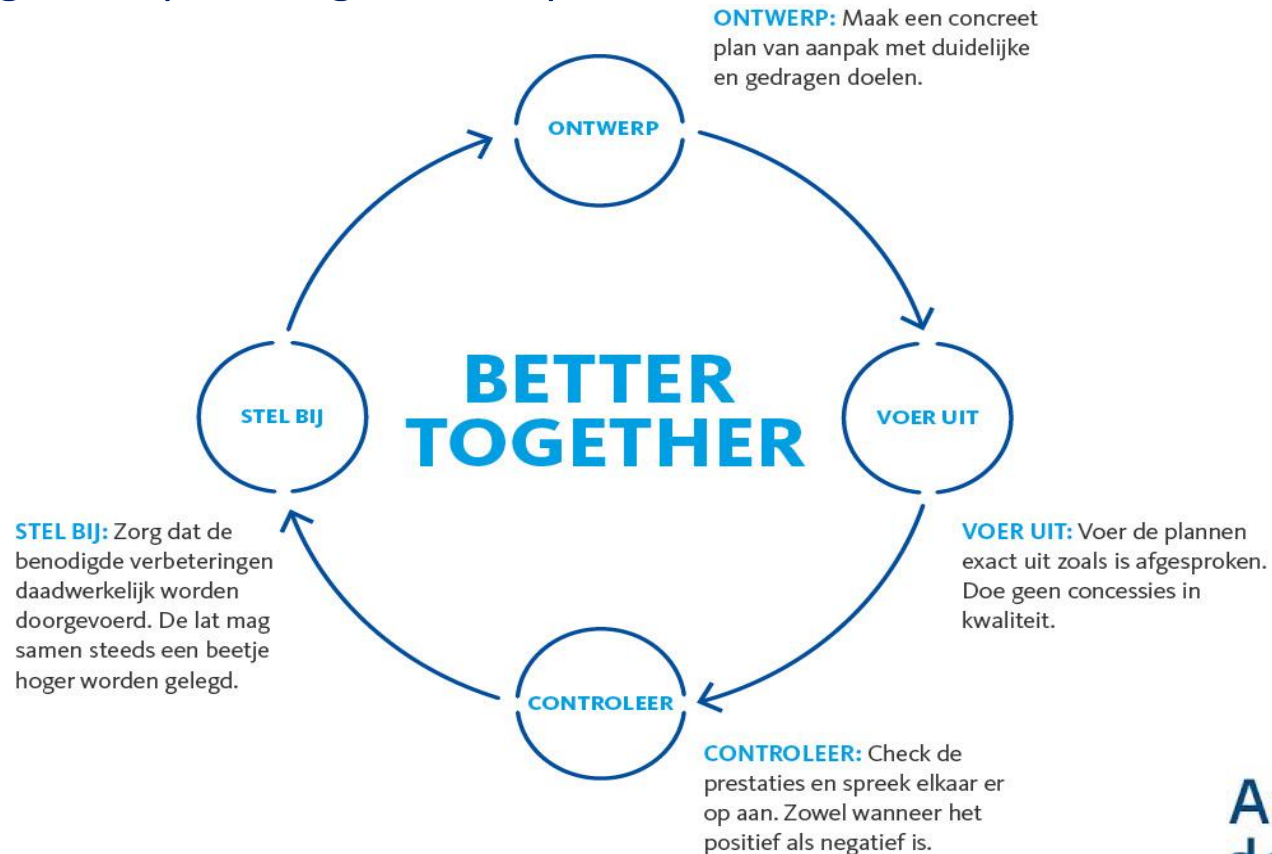 ONTWERP: Maak een concreet
plan van aanpak met duidelijke
en gedragen doelen.
ONTWERP
BETTER
TOGETHER
STEL BIJ
VOER UIT
STEL BIJ: Zorg dat de
benodigde verbeteringen
daadwerkelijk worden
doorgevoerd. De lat mag
samen steeds een beetje
hoger worden gelegd.
VOER UIT: Voer de plannen
exact uit zoals is afgesproken.
Doe geen concessies in
kwaliteit.
CONTROLEER
CONTROLEER: Check de
prestaties en spreek elkaar er
op aan. Zowel wanneer het
positief als negatief is.